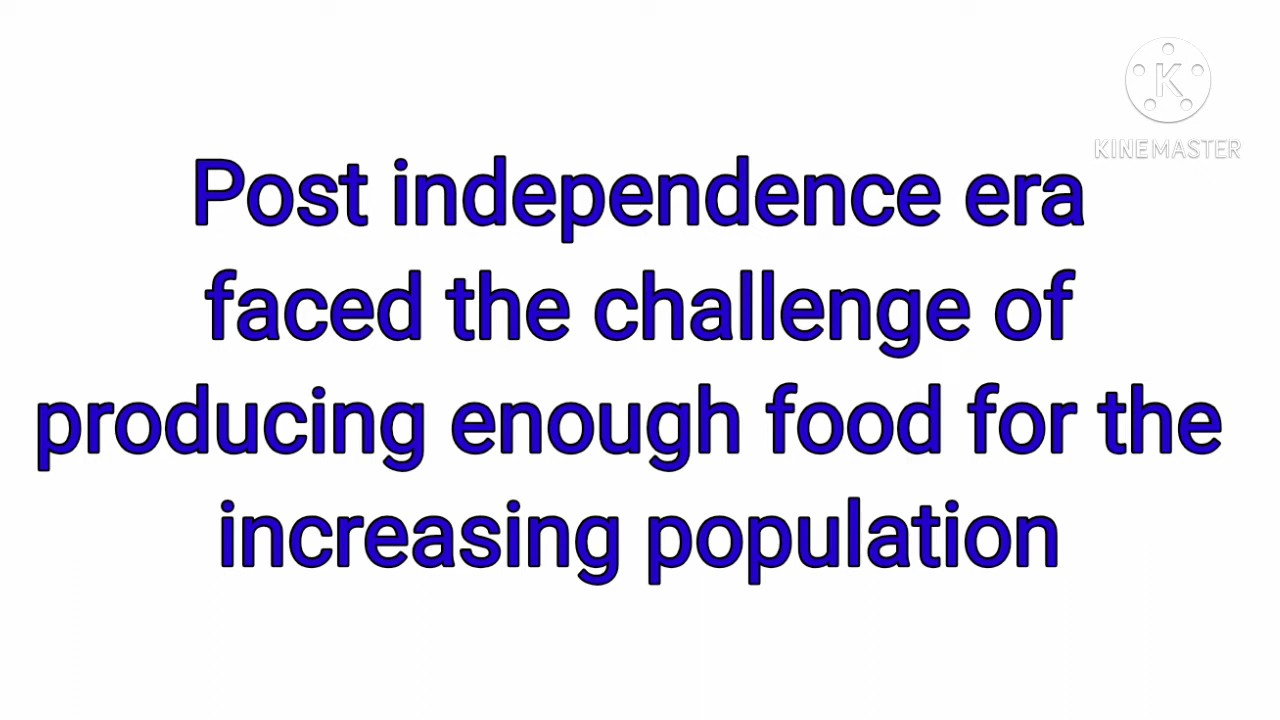 K
KINEMASTER
Post independence era
faced the challenge of
producing enough food for the
increasing population